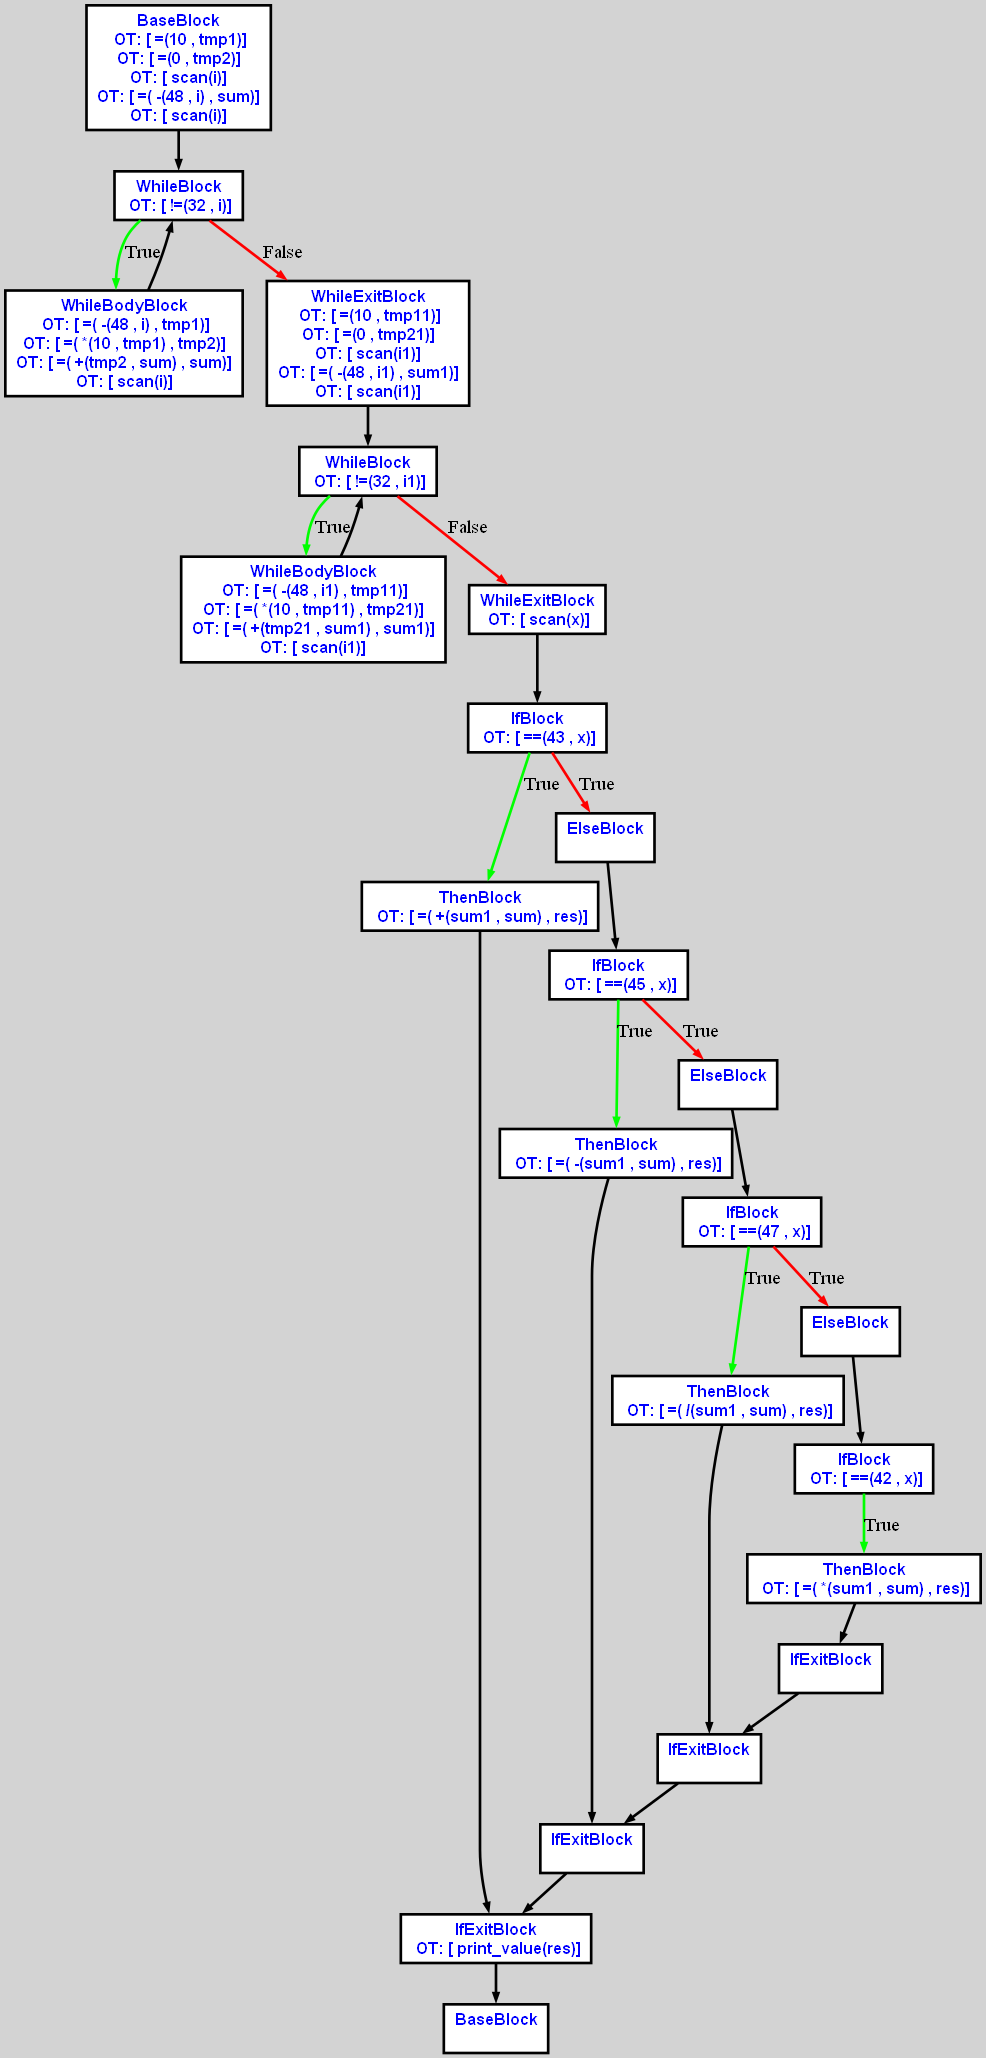 BaseBlock
OT: [ =(10 , tmp1)]
OT: [ =(0 , tmp2)]
OT: [ scan(i)]
OT: [ =( -(48 , i) , sum)]
OT: [ scan(i)]
WhileBlock
OT: [ !=(32 , i)]
True
False
WhileBodyBlock
OT: [ =( -(48 , i) , tmp1)]
OT: [ =( *(10 , tmp1) , tmp2)]
OT: [ =( +(tmp2 , sum) , sum)]
OT: [ scan(i)]
WhileExitBlock
OT: [ =(10 , tmp11)]
OT: [ =(0 , tmp21)]
OT: [ scan(i1)]
OT: [ =( -(48 , i1) , sum1)]
OT: [ scan(i1)]
WhileBlock
OT: [ !=(32 , i1)]
True
False
WhileBodyBlock
OT: [ =( -(48 , i1) , tmp11)]
OT: [ =( *(10 , tmp11) , tmp21)]
OT: [ =( +(tmp21 , sum1) , sum1)]
OT: [ scan(i1)]
WhileExitBlock
OT: [ scan(x)]
IfBlock
OT: [ ==(43 , x)]
True
True
ElseBlock
ThenBlock
OT: [ =( +(sum1 , sum) , res)]
IfBlock
OT: [ ==(45 , x)]
True
True
ElseBlock
ThenBlock
OT: [ =( -(sum1 , sum) , res)]
IfBlock
OT: [ ==(47 , x)]
True
True
ElseBlock
ThenBlock
OT: [ =( /(sum1 , sum) , res)]
IfBlock
OT: [ ==(42 , x)]
True
ThenBlock
OT: [ =( *(sum1 , sum) , res)]
IfExitBlock
IfExitBlock
IfExitBlock
IfExitBlock
OT: [ print_value(res)]
BaseBlock